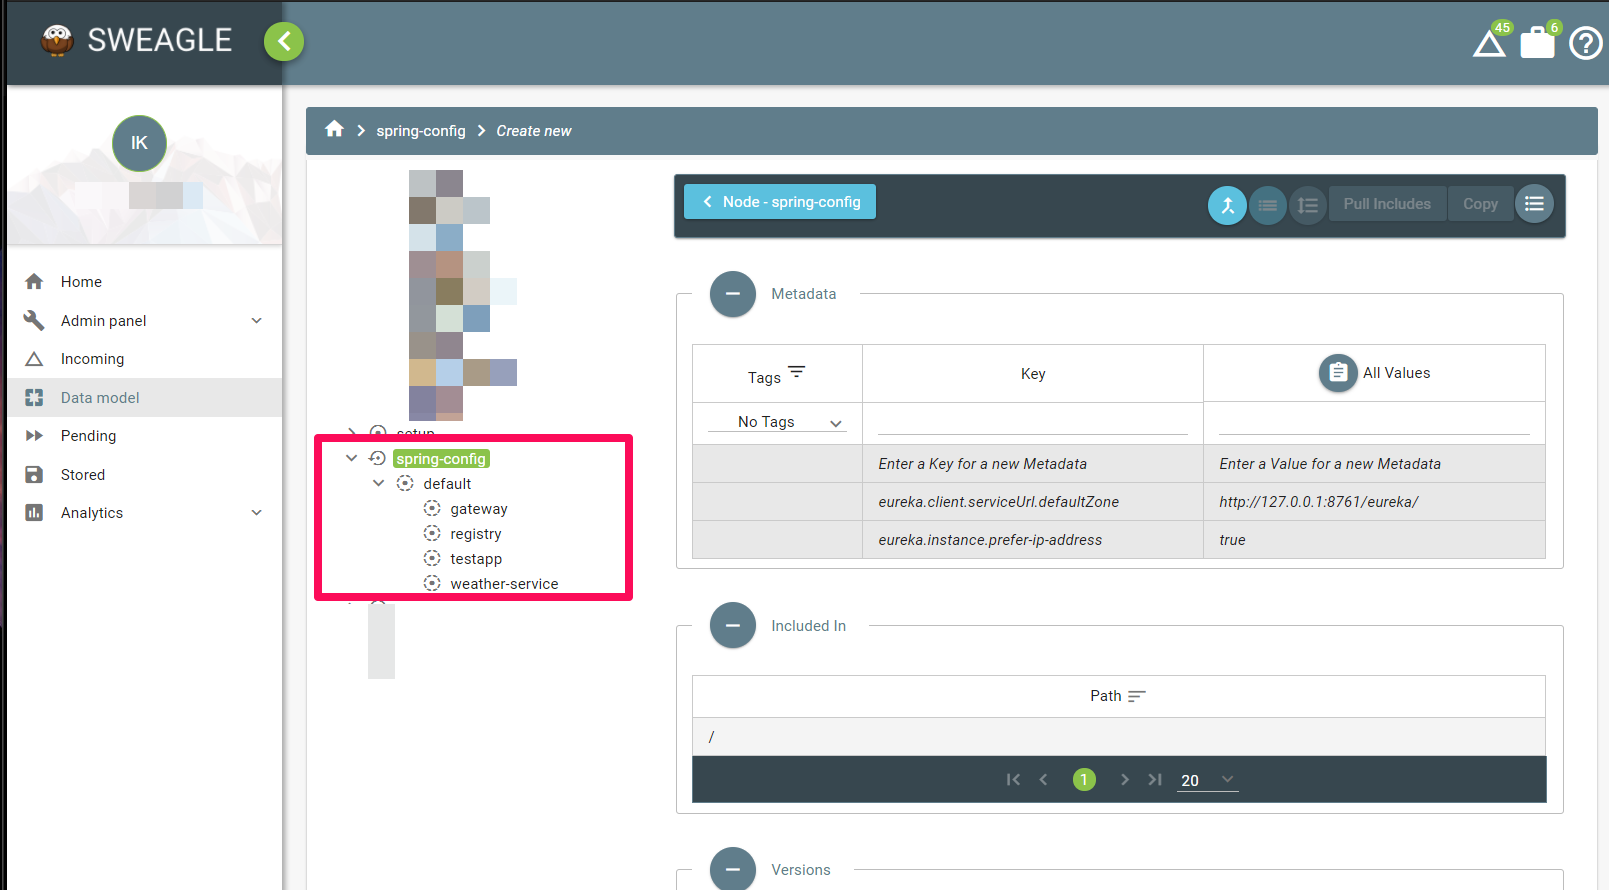 SWEAGLE
45
6
IK
Home
Admin panel
Incoming
Data model
Pending
Stored
Analytics
spring-config
Create new
setup
spring-config
default
gateway
registry
testapp
weather-service
Node - spring-config
Pull Includes
Copy
Metadata
Tags
Key
All Values
No Tags
Enter a Key for a new Metadata
Enter a Value for a new Metadata
eureka.client.serviceUrl.defaultZone
http://127.0.0.1:8761/eureka/
eureka.instance.prefer-ip-address
true
Included In
Path
/
1
20
Versions